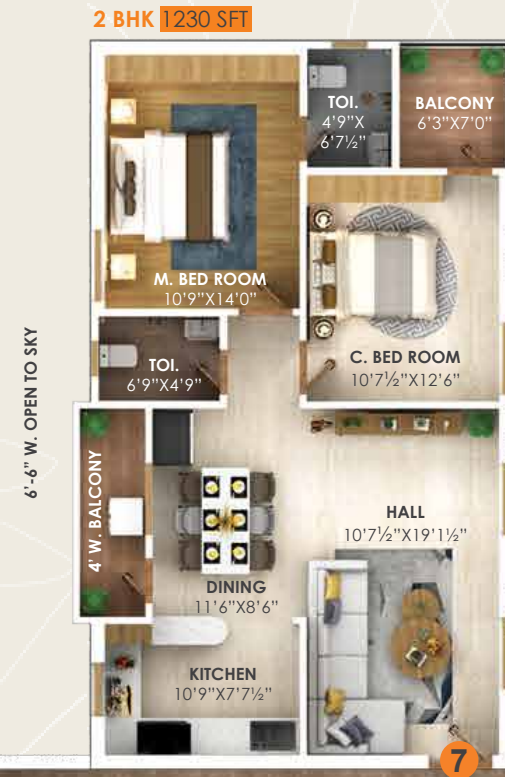 2 BHK 1230 SFT
TOI.
4'9"X
6'7½"
BALCONY
6'3"X7'0"
M. BED ROOM
10'9"X14'0"
C. BED ROOM
10'7½"X12'6"
TOI.
6'9"X4'9"
6'-6" W. OPEN TO SKY
4' W. BALCONY
HALL
10'7½"X19'1½"
DINING
11'6"X8'6"
KITCHEN
10'9"X7'7½"
7